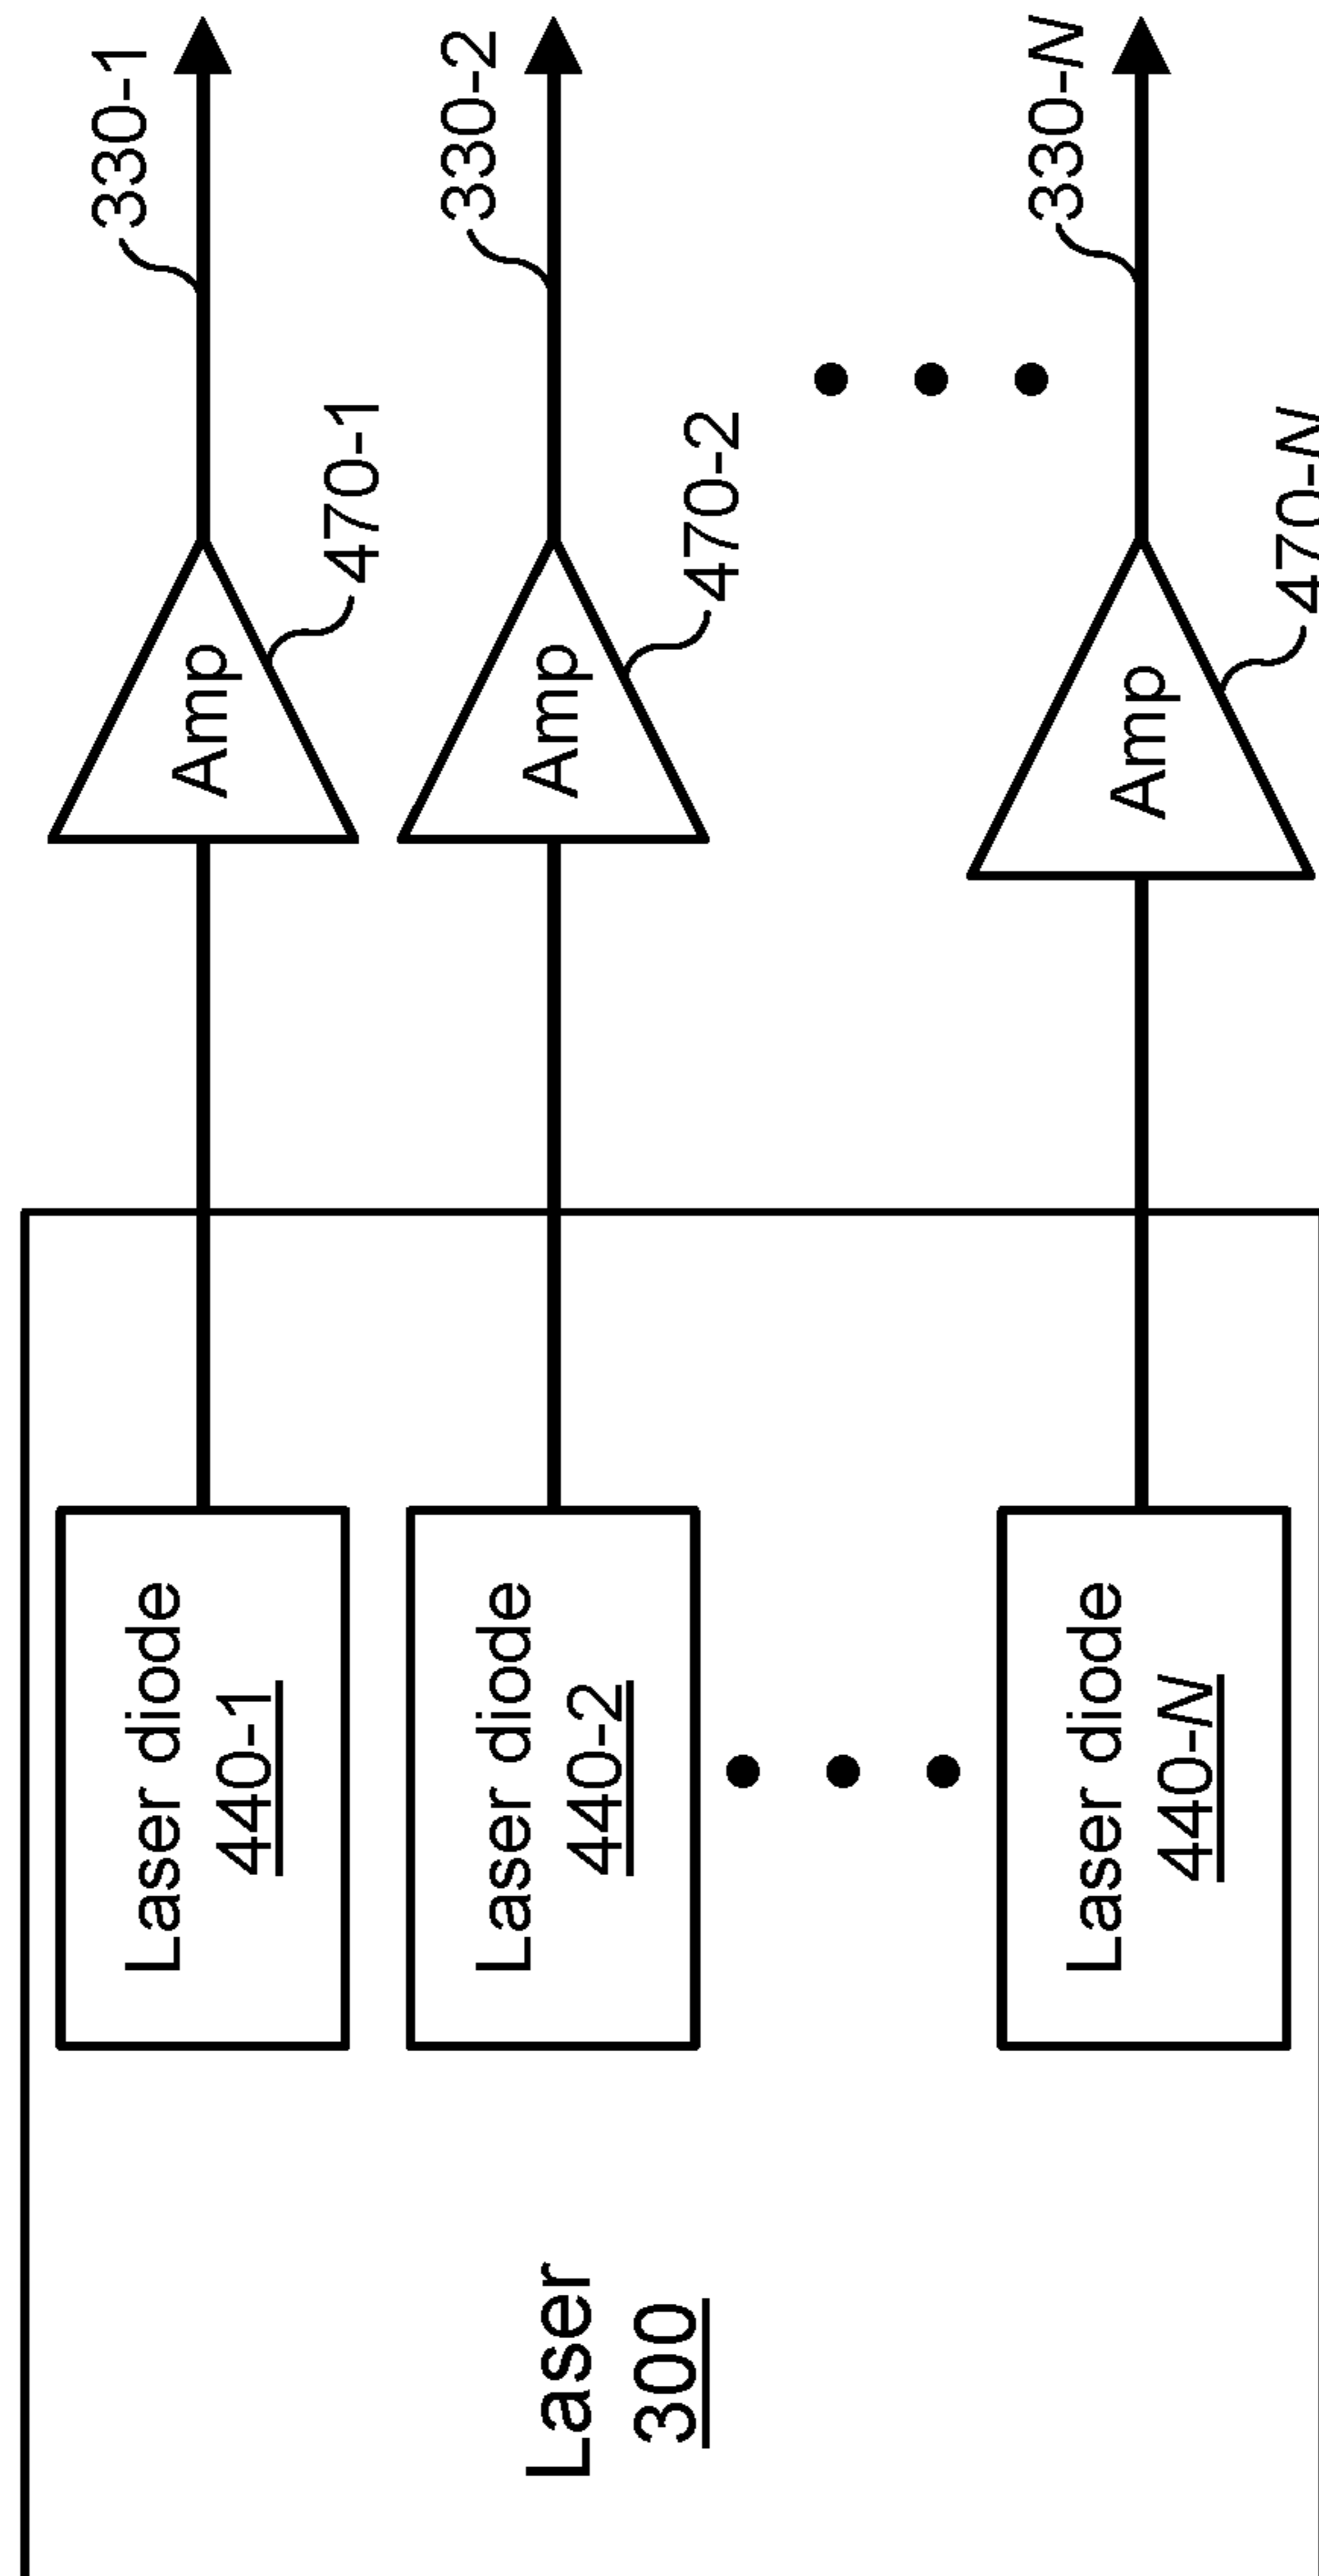 Laser
300
Laser diode
440-1
Amp
470-1
330-1
Laser diode
440-2
Amp
470-2
330-2
Laser diode
440-N
Amp
470-N
330-N